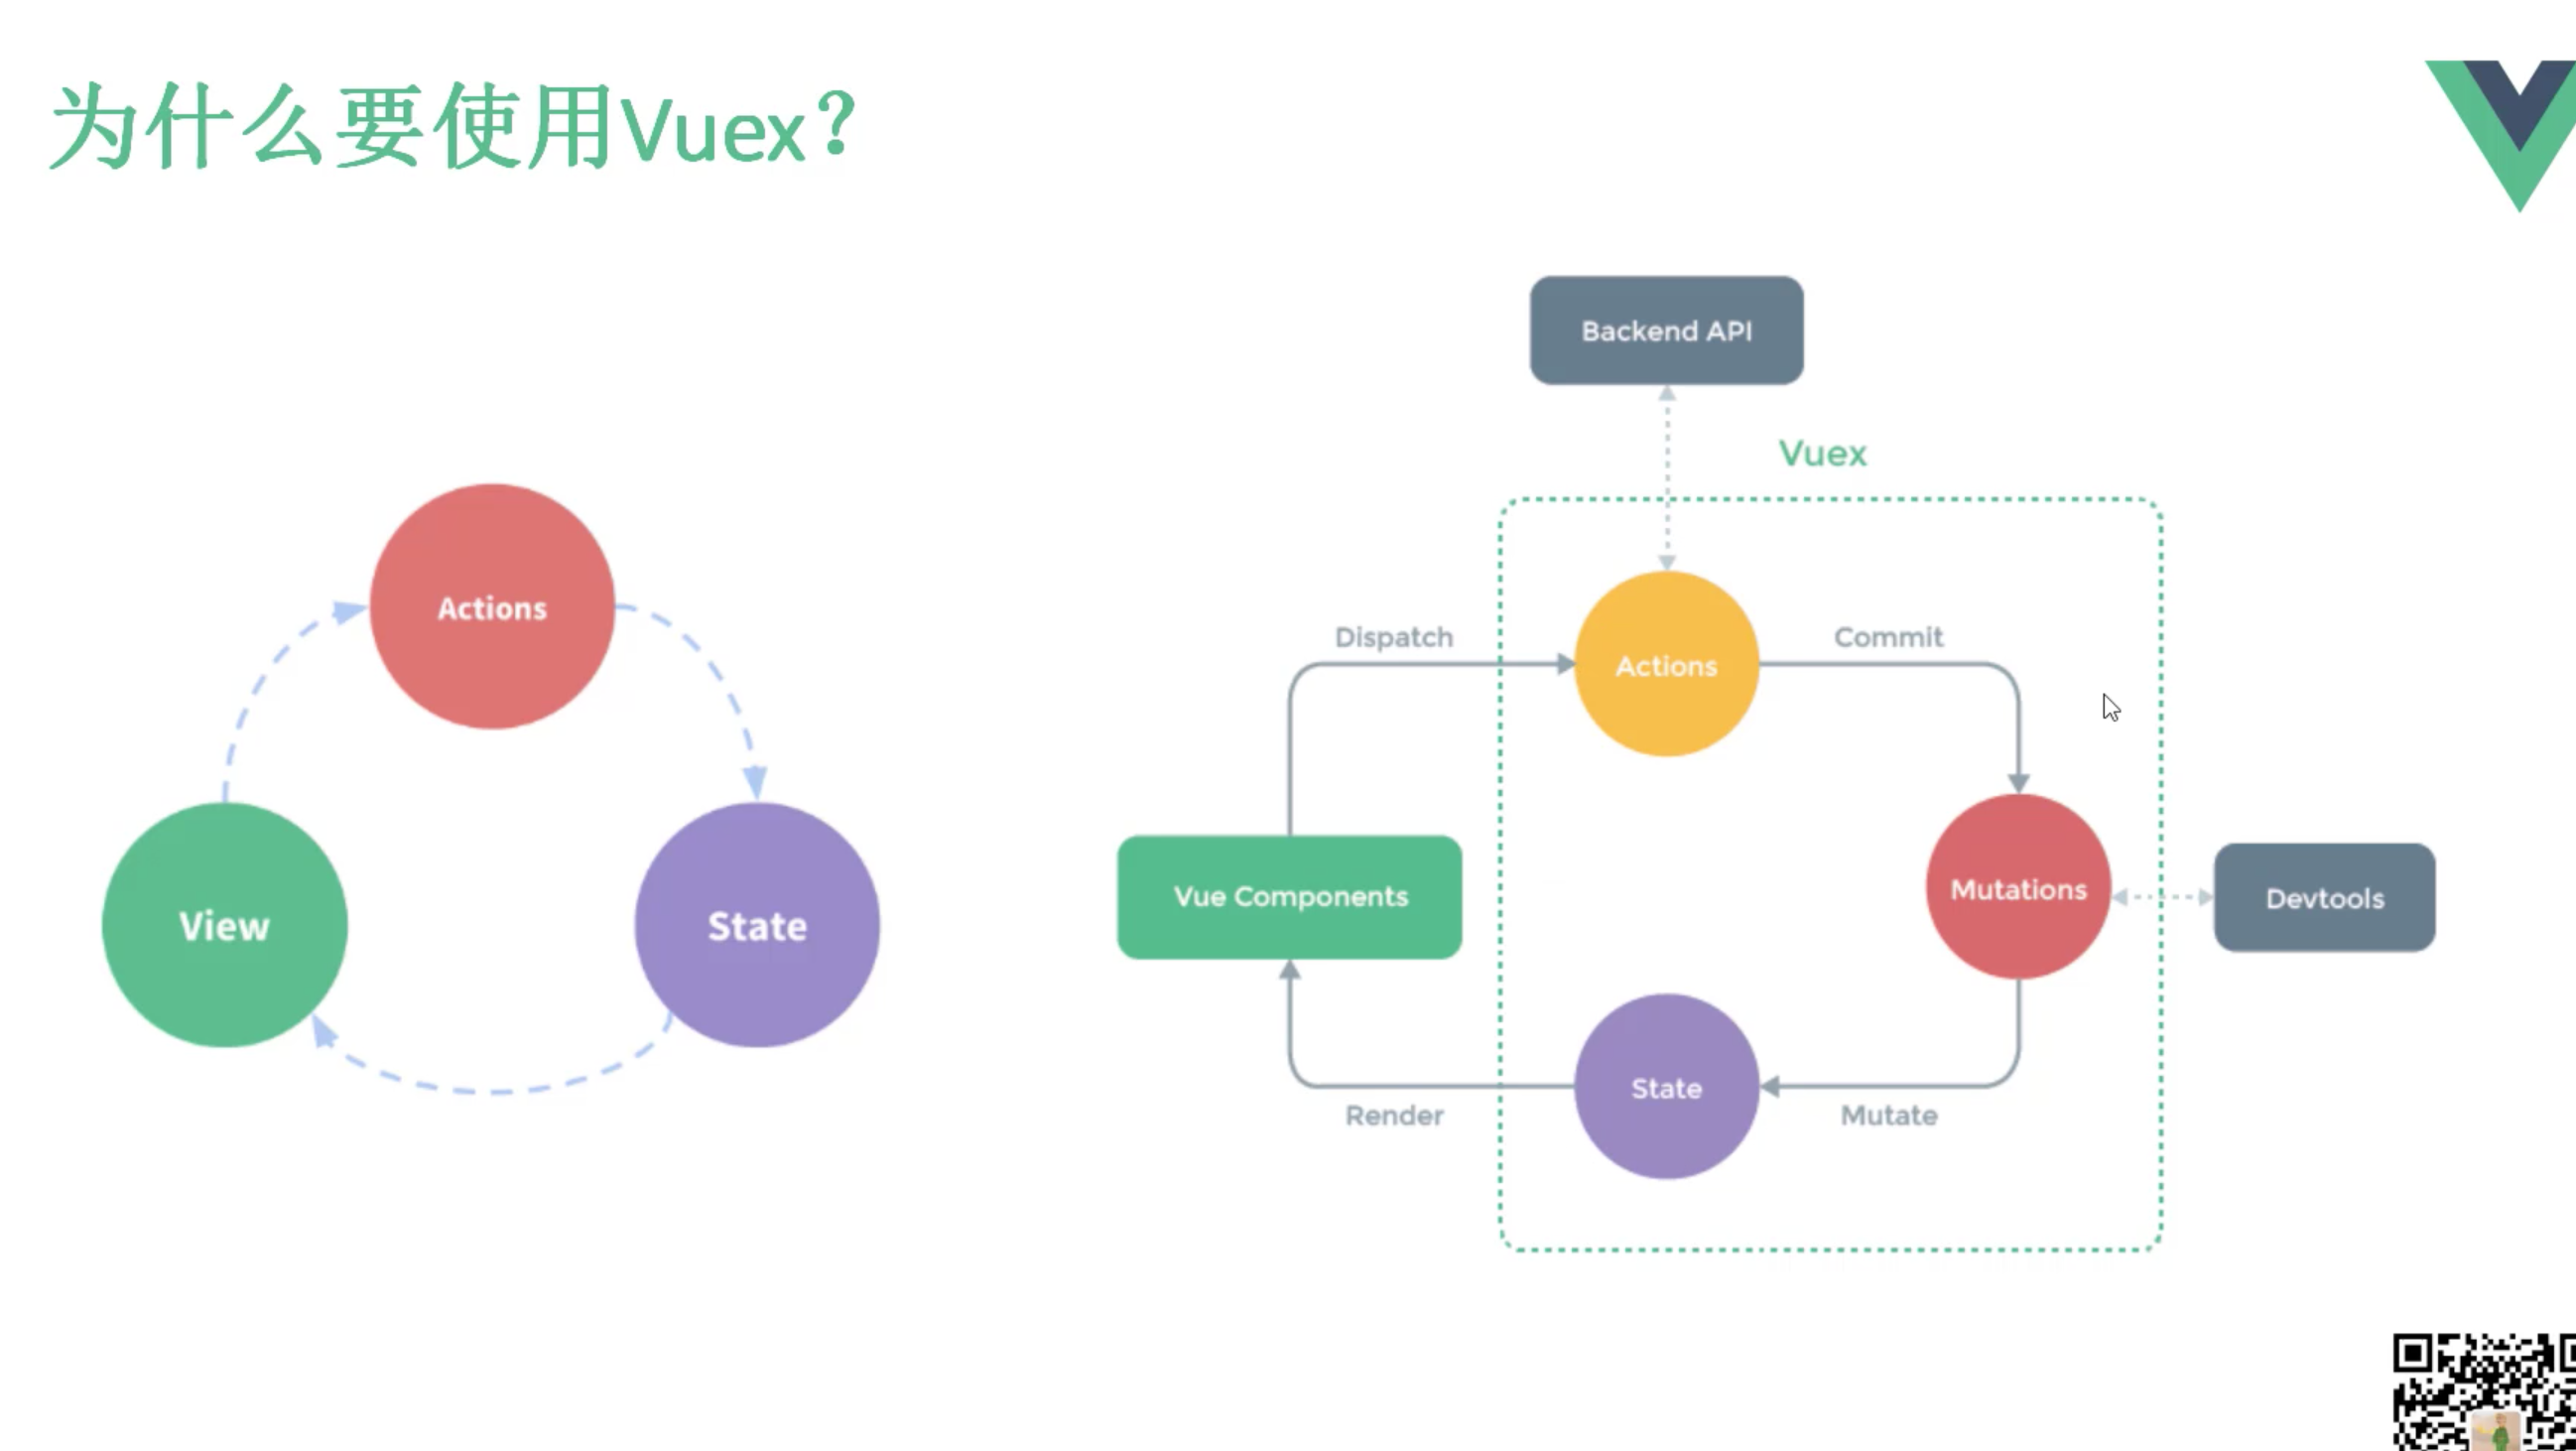 为什么要使用Vuex?
Actions
View
State
Backend API
Vuex
Dispatch
Actions
Commit
Vue Components
Mutations
Devtools
State
Render
Mutate